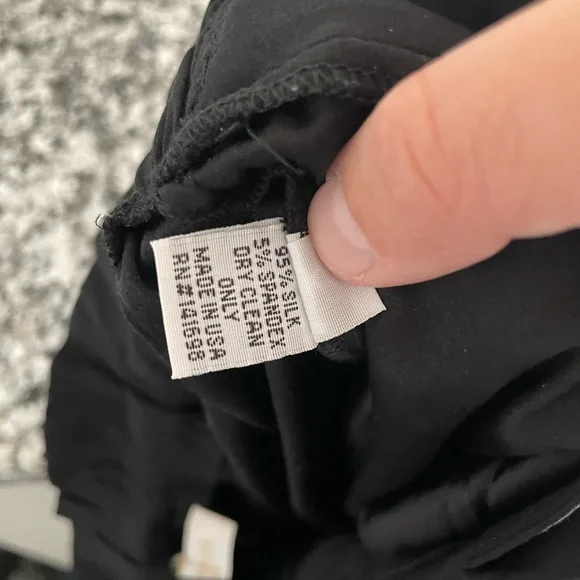 95% SILK
5% SPANDEX
DRY CLEAN
ONLY
MADE IN USA
RN#141698